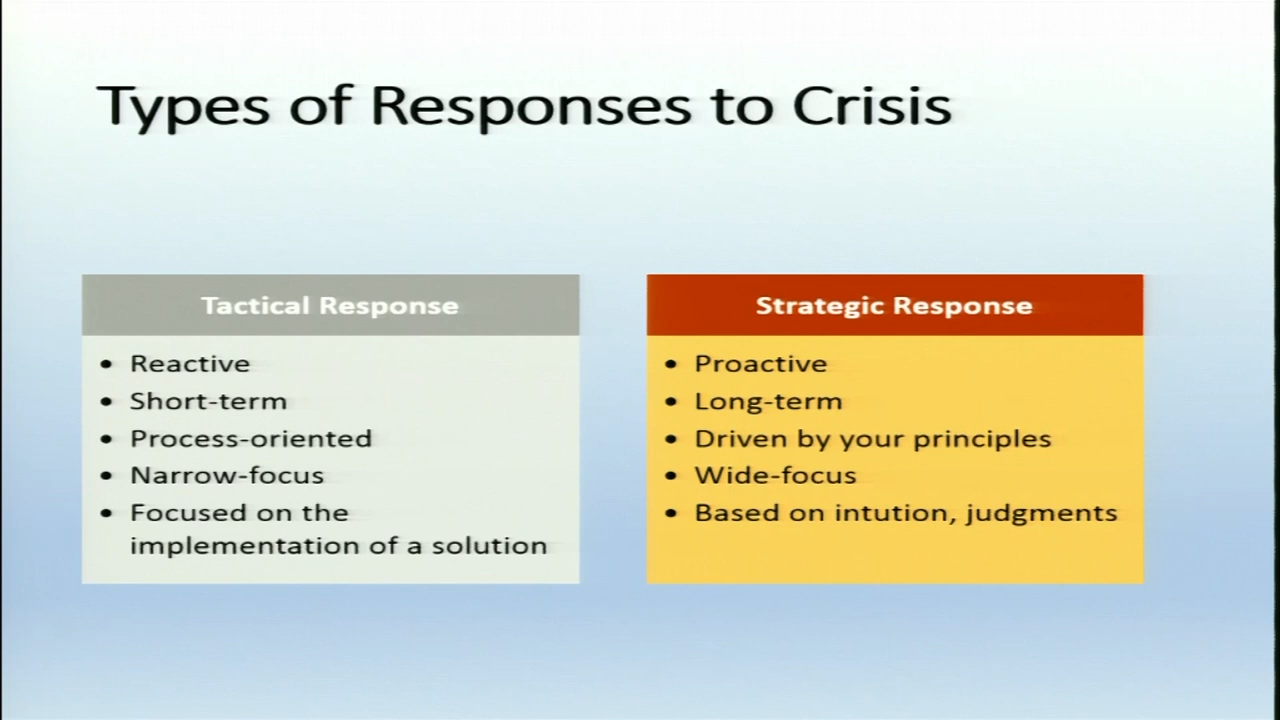 Types of Responses to Crisis
Tactical Response
• Reactive
• Short-term
• Process-oriented
• Narrow-focus
• Focused on the
implementation of a solution
Strategic Response
• Proactive
• Long-term
• Driven by your principles
• Wide-focus
• Based on intution, judgments